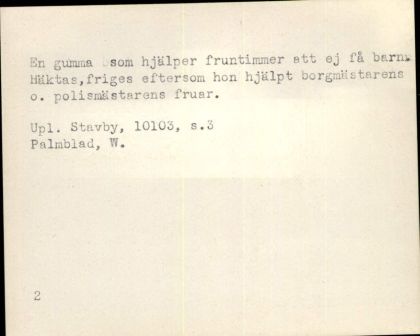 En gumma som hjälper fruntimmer att ej få barn.
Häktas,friges eftersom hon hjälpt borgmästarens
o. polismästarens fruar.
Upl. Stavby, 10103, s.3
Palmblad, W.
2